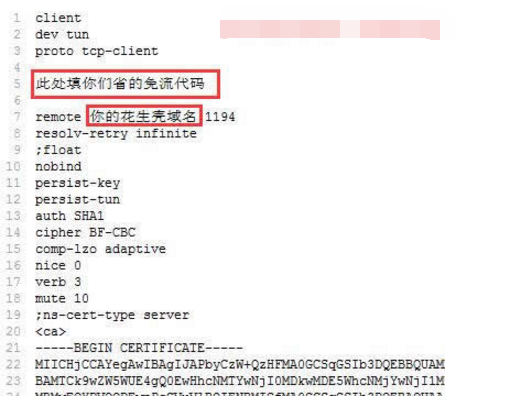 1 client
2 dev tun
3 proto tcp-client
4
5 此处填你们省的免流代码
6
7 remote 你的花生壳域名 1194
8 resolv-retry infinite
9 ;float
10 nobind
11 persist-key
12 persist-tun
13 auth SHA1
14 cipher BF-CBC
15 comp-lzo adaptive
16 nice 0
17 verb 3
18 mute 10
19 ;ns-cert-type server
20 <ca>
21 -----BEGIN CERTIFICATE-----
22 MIICHjCCAYegAwIBAgIJAPbyCzW+QzHFMA0GCSqGSIb3DQEBBQUAM
23 BAMTCk9wZW5WUE4gQ0EwHhcNMTYwNjI0MDkwMDE5WhcNMjYwNjI1M